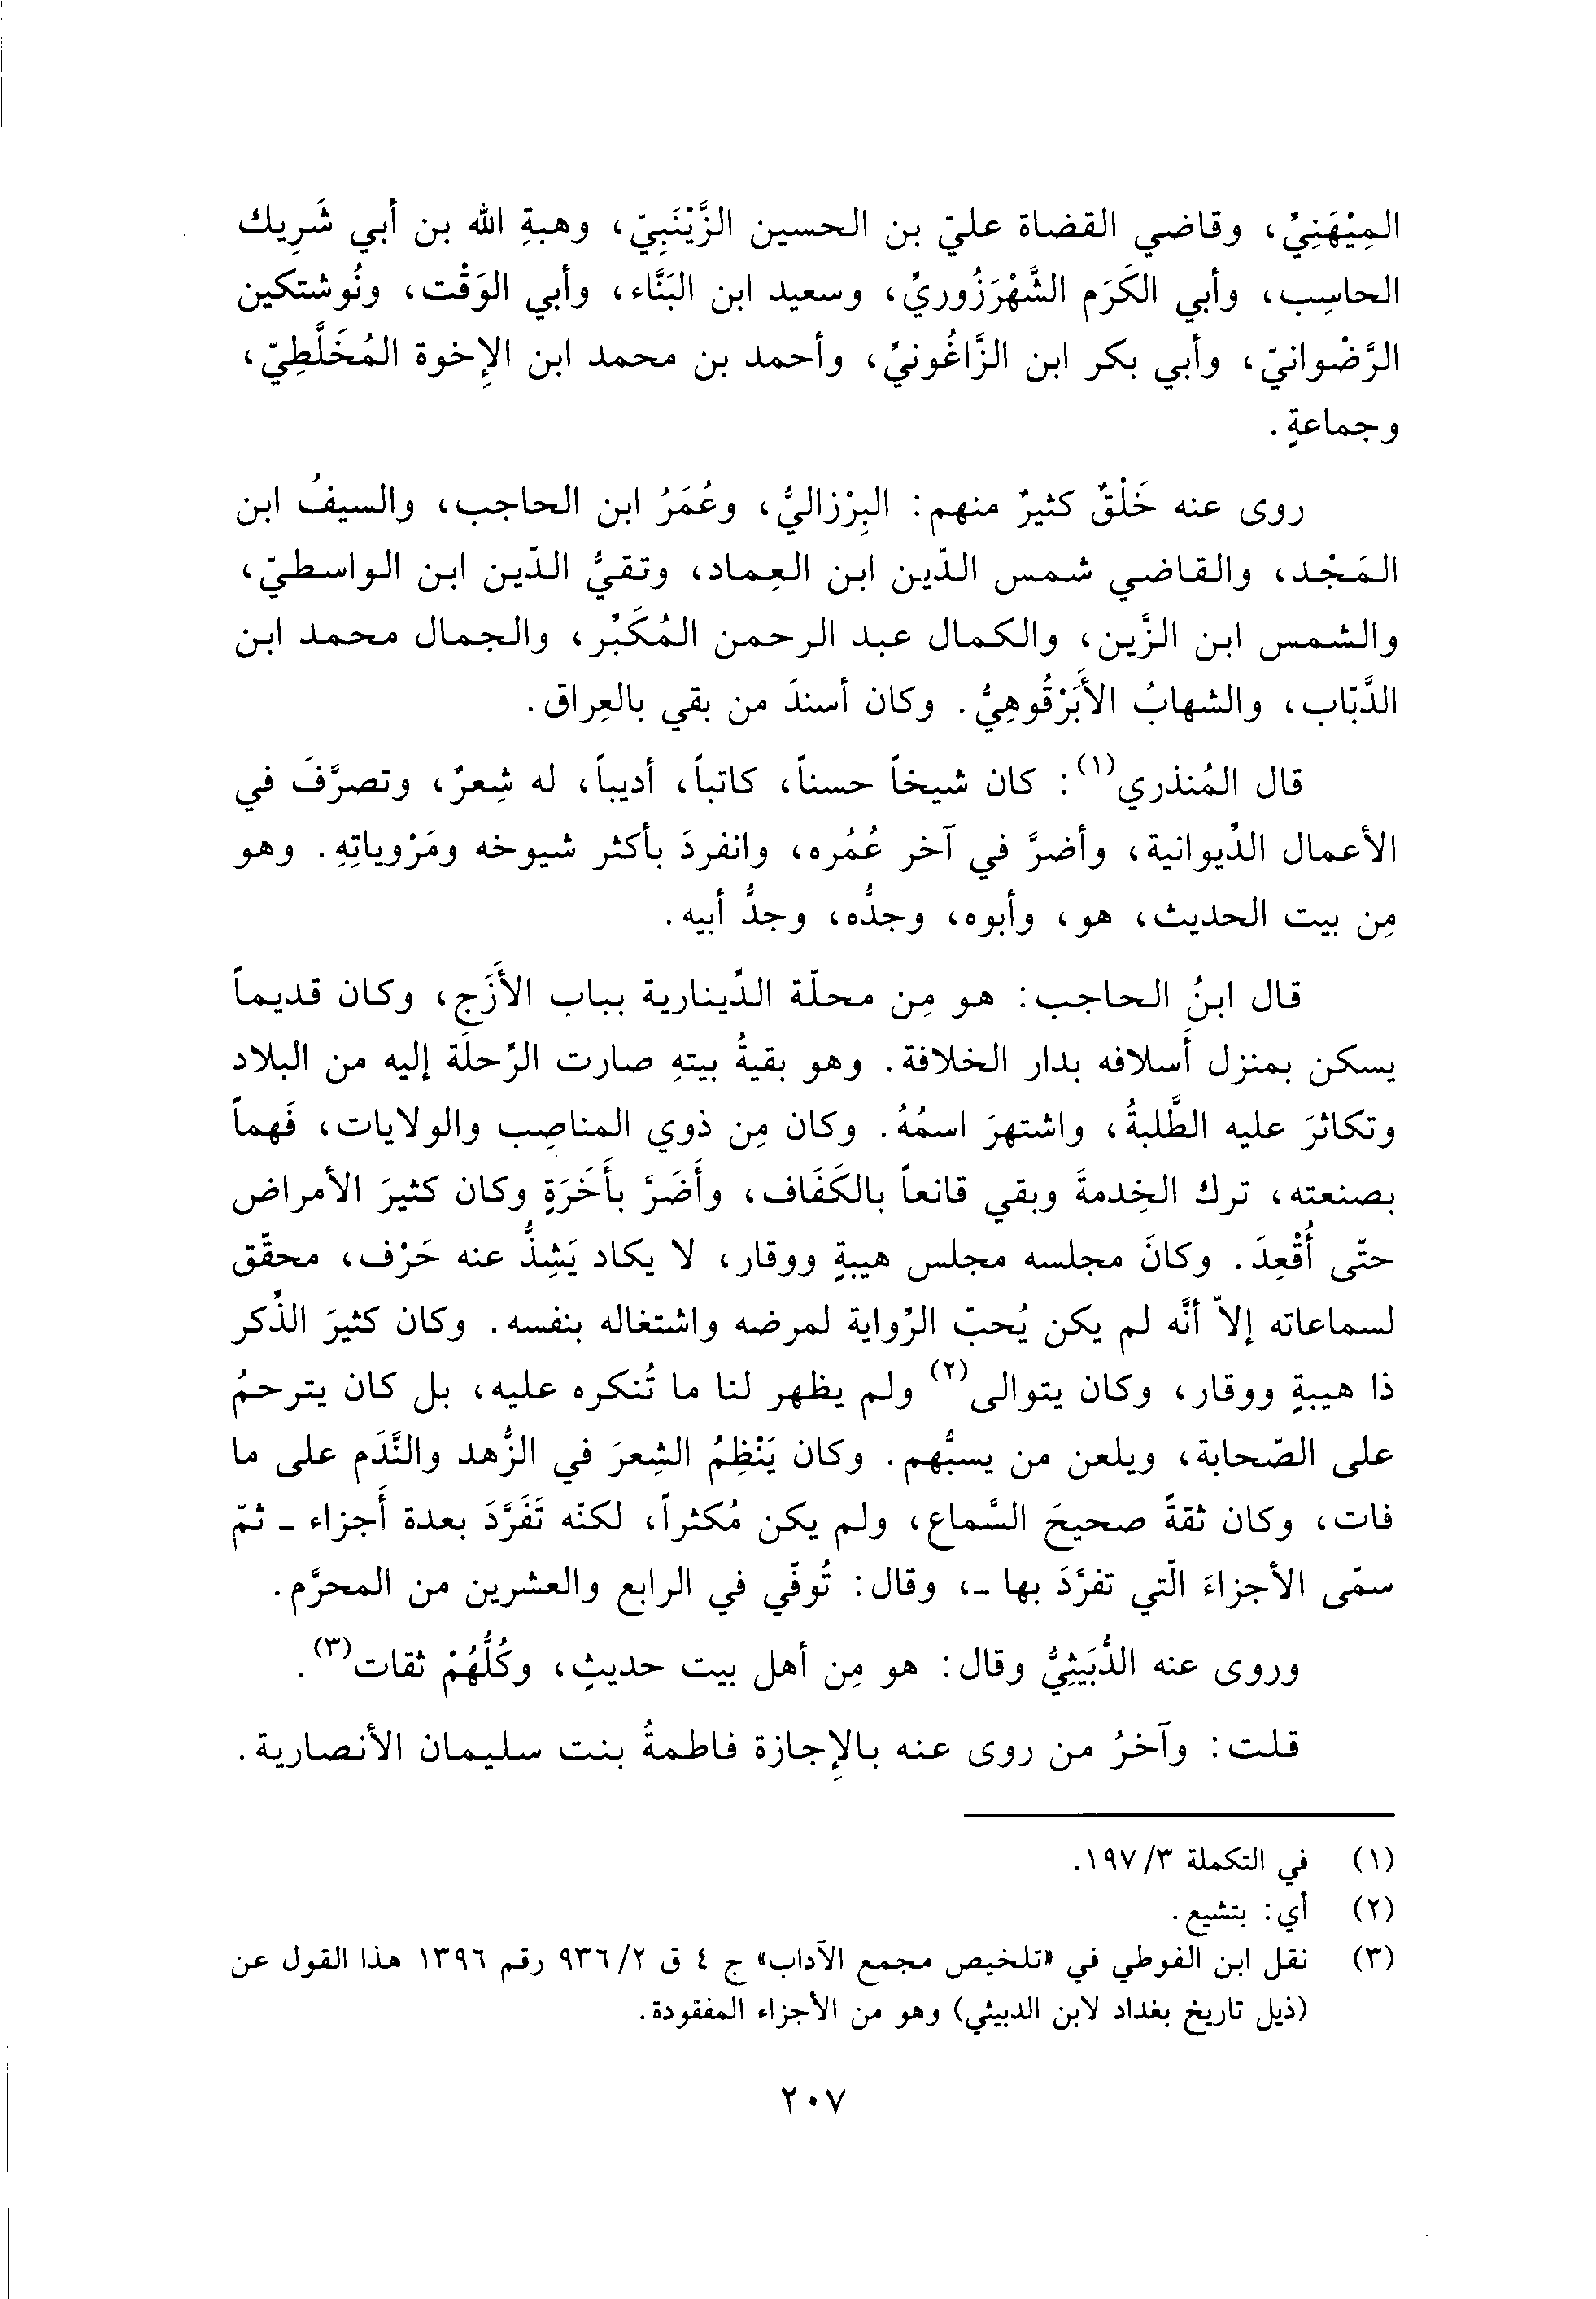 المِيْهَنِيِّ، وقاضي القضاة عليّ بن الحسين الزَّيْنَبِيّ، وهبةِ الله بن أبي شَرِيك
الحاسِب، وأبي الكَرَم الشَّهْرَزُوريِّ، وسعيد ابن البَنَّاء، وأبي الوَقْت، ونُوشتكين
الرَّضْوانيّ، وأبي بكر ابن الزَّاغُونيِّ، وأحمد بن محمد ابن الإِخوة المُخَلَّطِيّ،
وجماعةٍ.
روى عنه خَلْقٌ كثيرٌ منهم: البِرْزاليُّ، وعُمَرُ ابن الحاجب، والسيفُ ابن
المَجْد، والقاضي شمس الدّين ابن العِماد، وتقيُّ الدّين ابن الواسطيّ،
والشمس ابن الزَّين، والكمال عبد الرحمن المُكَبِّر، والجمال محمد ابن
الدَّبّاب، والشهابُ الأَبَرْقُوهِيُّ. وكان أسندَ من بقي بالعِراق.
قال المُنذري(١): كان شيخاً حسناً، كاتباً، أديباً، له شِعرٌ، وتصرَّفَ في
الأعمال الدِّيوانية، وأضرَّ في آخر عُمُره، وانفردَ بأكثر شيوخه ومَرْوياتِهِ. وهو
مِن بيت الحديث، هو، وأبوه، وجدُّه، وجدُّ أبيه.
قال ابنُ الحاجب: هو مِن محلّة الدِّينارية بباب الأَزَج، وكان قديماً
يسكن بمنزل أَسلافه بدار الخلافة. وهو بقيةُ بيتهِ صارت الرِّحلَة إليه من البلاد
وتكاثرَ عليه الطَّلبةُ، واشتهرَ اسمُهُ. وكان مِن ذوي المناصِب والولايات، فَهماً
بصنعته، ترك الخِدمةَ وبقي قانعاً بالكَفَاف، وأَضَرَّ بأَخَرَةٍ وكان كثيرَ الأمراض
حتّى أُقْعِدَ. وكانَ مجلسه مجلس هيبةٍ ووقار، لا يكاد يَشِذُّ عنه حَرْف، محقّق
لسماعاته إلاّ أنَّه لم يكن يُحبّ الرِّواية لمرضه واشتغاله بنفسه. وكان كثيرَ الذِّكر
ذا هيبةٍ ووقار، وكان يتوالى(٢) ولم يظهر لنا ما تُنكره عليه، بل كان يترحمُ
على الصّحابة، ويلعن من يسبُّهم. وكان يَنْظِمُ الشِعرَ في الزُّهد والنَّدَم على ما
فات، وكان ثقةً صحيحَ السَّماع، ولم يكن مُكثراً، لكنّه تَفَرَّدَ بعدة أَجزاء ـ ثمّ
سمّى الأجزاءَ الّتي تفرَّدَ بها ـ، وقال: تُوفّي في الرابع والعشرين من المحرَّم.
وروى عنه الدُّبَيثِيُّ وقال: هو مِن أهل بيت حديثٍ، وكُلُّهُمْ ثقات(٣).
قلت: وآخرُ من روى عنه بالإِجازة فاطمةُ بنت سليمان الأنصارية.
(١) في التكملة ٣/ ١٩٧.
(٢) أي: بتشيع.
(٣) نقل ابن الفوطي في «تلخيص مجمع الآداب» ج ٤ ق ٢/ ٩٣٦ رقم ١٣٩٦ هذا القول عن
(ذيل تاريخ بغداد لابن الدبيثي) وهو من الأجزاء المفقودة.
٢٠٧